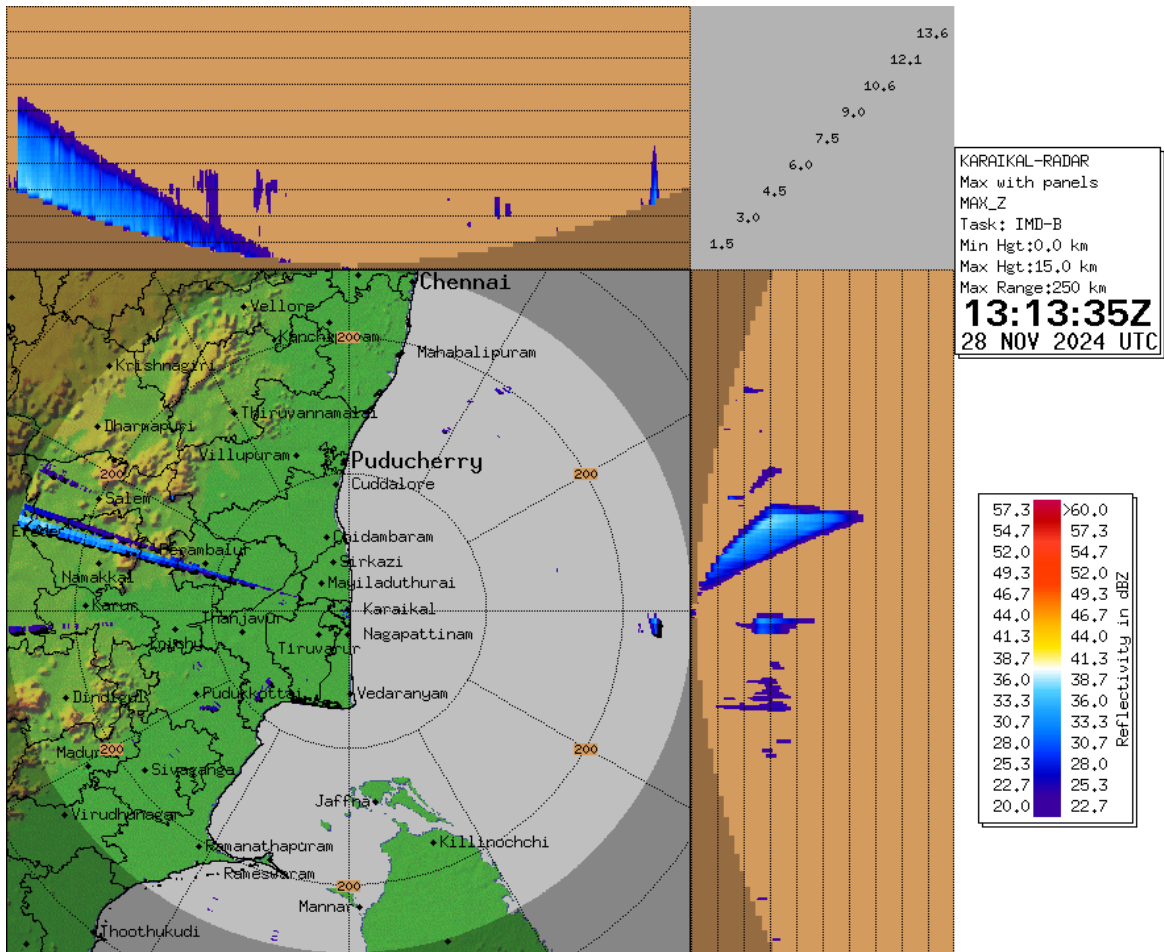 13.6
12.1
10.6
9.0
7.5
6.0
4.5
3.0
1.5
KARAIKAL-RADAR
Max with panels
MAX_Z
Task: IMD-B
Min Hgt:0.0 km
Max Hgt:15.0 km
Max Range:250 km
13:13:35Z
28 NOV 2024 UTC
Chennai
Vellore
200
Mahabalipuram
Krishnagiri
Thiruvannamalai
Dharmapuri
Villupuram
Puducherry
200
200
Cuddalore
Salem
Chidambaram
Perambalur
Sirkazi
Namakkal
Mayiladuthurai
Karur
Karaikal
Thanjavur
Nagapattinam
Tiruvarur
Pudukkottai
Vedaranyam
Dindigul
200
200
Sivaganga
Jaffna
Virudhunagar
Ramanathapuram
Killinochchi
Rameswaram
200
Mannar
Thoothukudi
57.3 >60.0
54.7 57.3
52.0 54.7
49.3 52.0
46.7 49.3
44.0 46.7
41.3 44.0
38.7 41.3
36.0 38.7
33.3 36.0
30.7 33.3
28.0 30.7
25.3 28.0
22.7 25.3
20.0 22.7
Reflectivity in dBZ